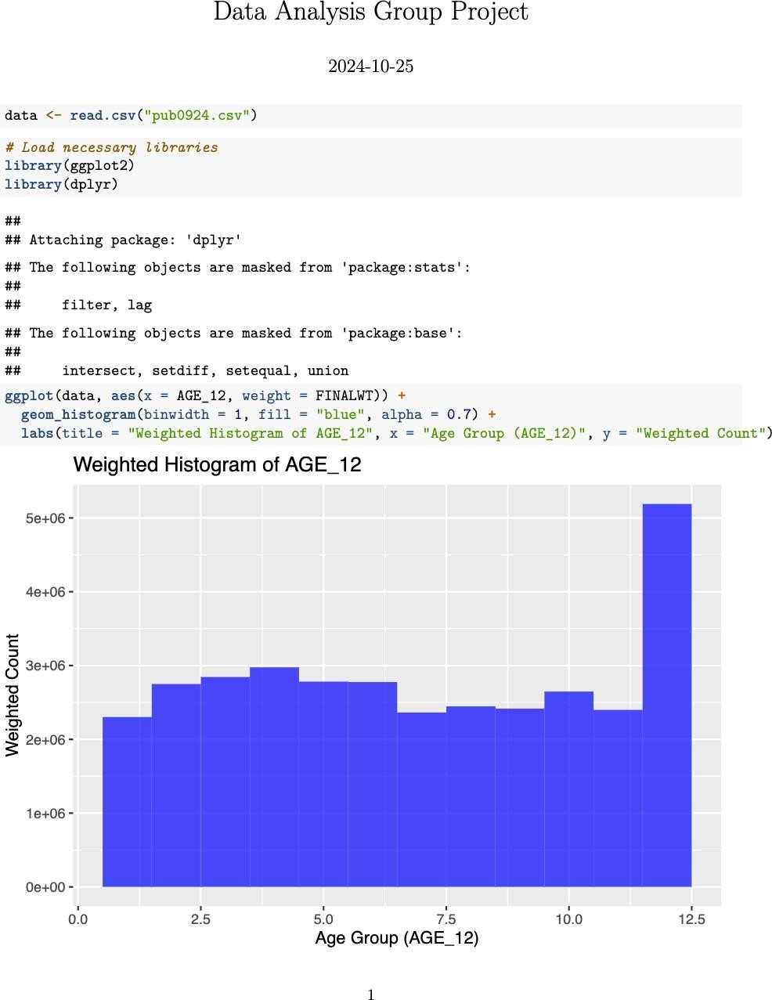 Data Analysis Group Project
2024-10-25
data <- read.csv("pub0924.csv")
# Load necessary libraries
library(ggplot2)
library(dplyr)
##
## Attaching package: 'dplyr'
## The following objects are masked from 'package:stats':
##
##     filter, lag
## The following objects are masked from 'package:base':
##
##     intersect, setdiff, setequal, union
ggplot(data, aes(x = AGE_12, weight = FINALWT)) +
  geom_histogram(binwidth = 1, fill = "blue", alpha = 0.7) +
  labs(title = "Weighted Histogram of AGE_12", x = "Age Group (AGE_12)", y = "Weighted Count")
Weighted Histogram of AGE_12
5e+06
4e+06
3e+06
2e+06
1e+06
0e+00
Weighted Count
0.0 2.5 5.0 7.5 10.0 12.5
Age Group (AGE_12)
1